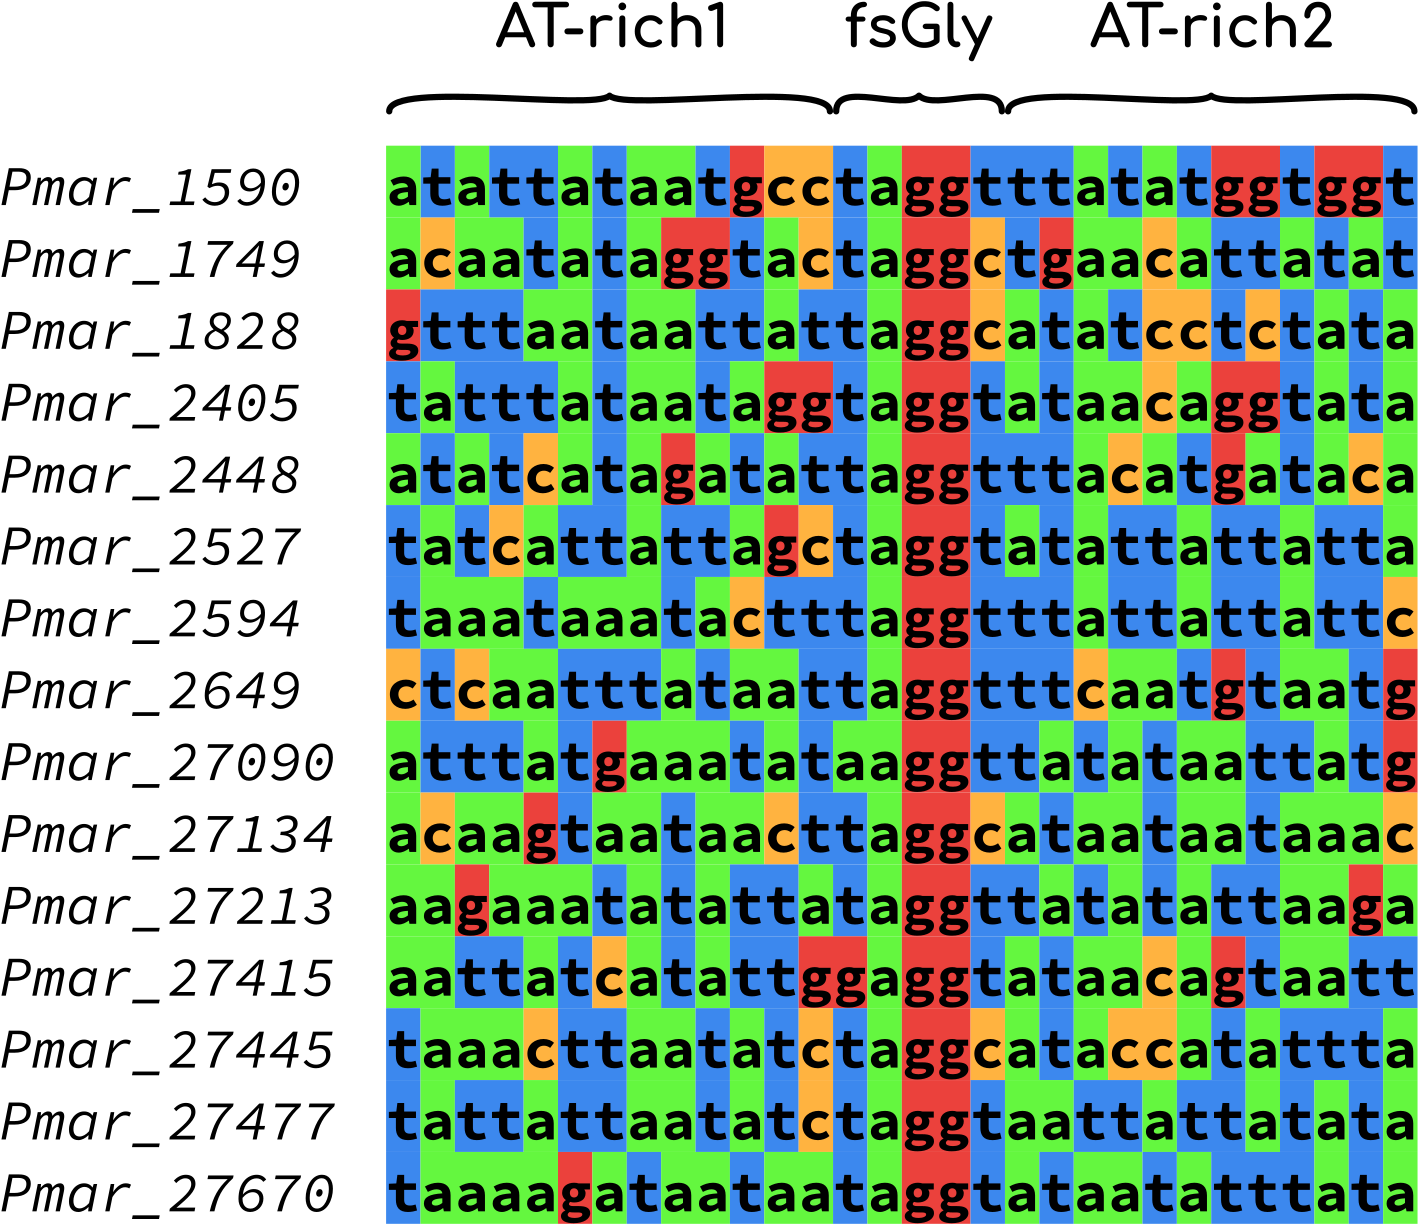 AT-rich1 fsGly AT-rich2
Pmar_1590 atattataatgcctaggtttatatggtggt
Pmar_1749 acaatataggtactaggctgaacattatat
Pmar_1828 gtttaataattattaggcatatcctctata
Pmar_2405 tatttataataggtaggtataacaggtata
Pmar_2448 atatcatagatattaggtttacatgataca
Pmar_2527 tatcattattagctaggtatattattatta
Pmar_2594 taaataaatactttaggtttattattattc
Pmar_2649 ctcaatttataattaggtttcaatgtaatg
Pmar_27090 atttatgaaatataaggttatataattatg
Pmar_27134 acaagtaataacttaggcataataataaac
Pmar_27213 aagaaatatattataggttatatattaaga
Pmar_27415 aattatcatattggaggtataacagtaatt
Pmar_27445 taaacttaatatctaggcataccatattta
Pmar_27477 tattattaatatctaggtaattattatata
Pmar_27670 taaaagataataataggtataatatttata